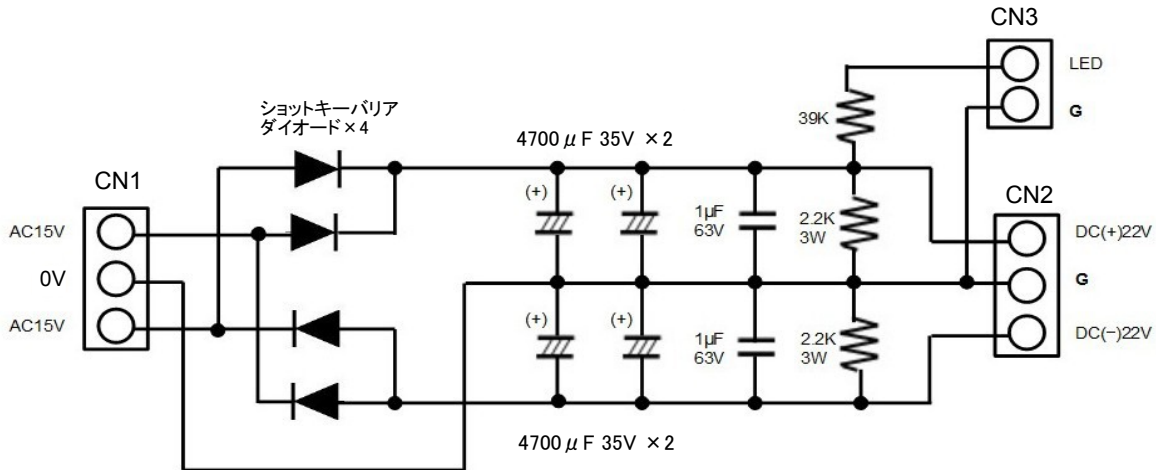 CN3
LED
G
39K
ショットキーバリア
ダイオード×4
4700μF 35V ×2
CN1
AC15V
0V
AC15V
(+)
(+)
1μF
63V
2.2K
3W
CN2
DC(+)22V
G
DC(−)22V
(+)
(+)
1μF
63V
2.2K
3W
4700μF 35V ×2